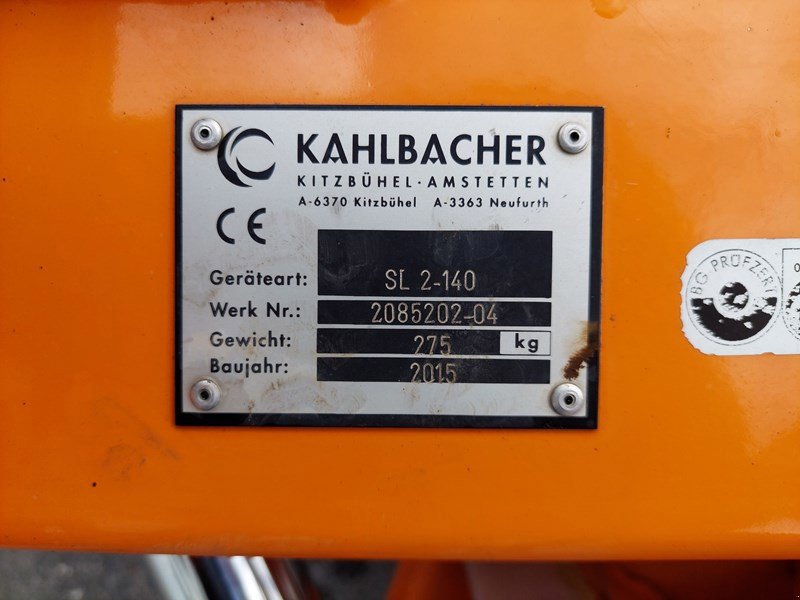 KAHLBACHER
KITZBÜHEL · AMSTETTEN
A-6370 Kitzbühel A-3363 Neufurth
CE
Geräteart: SL 2-140
Werk Nr.: 2085202-04
Gewicht: 275 kg
Baujahr: 2015
BG PRÜFZERT